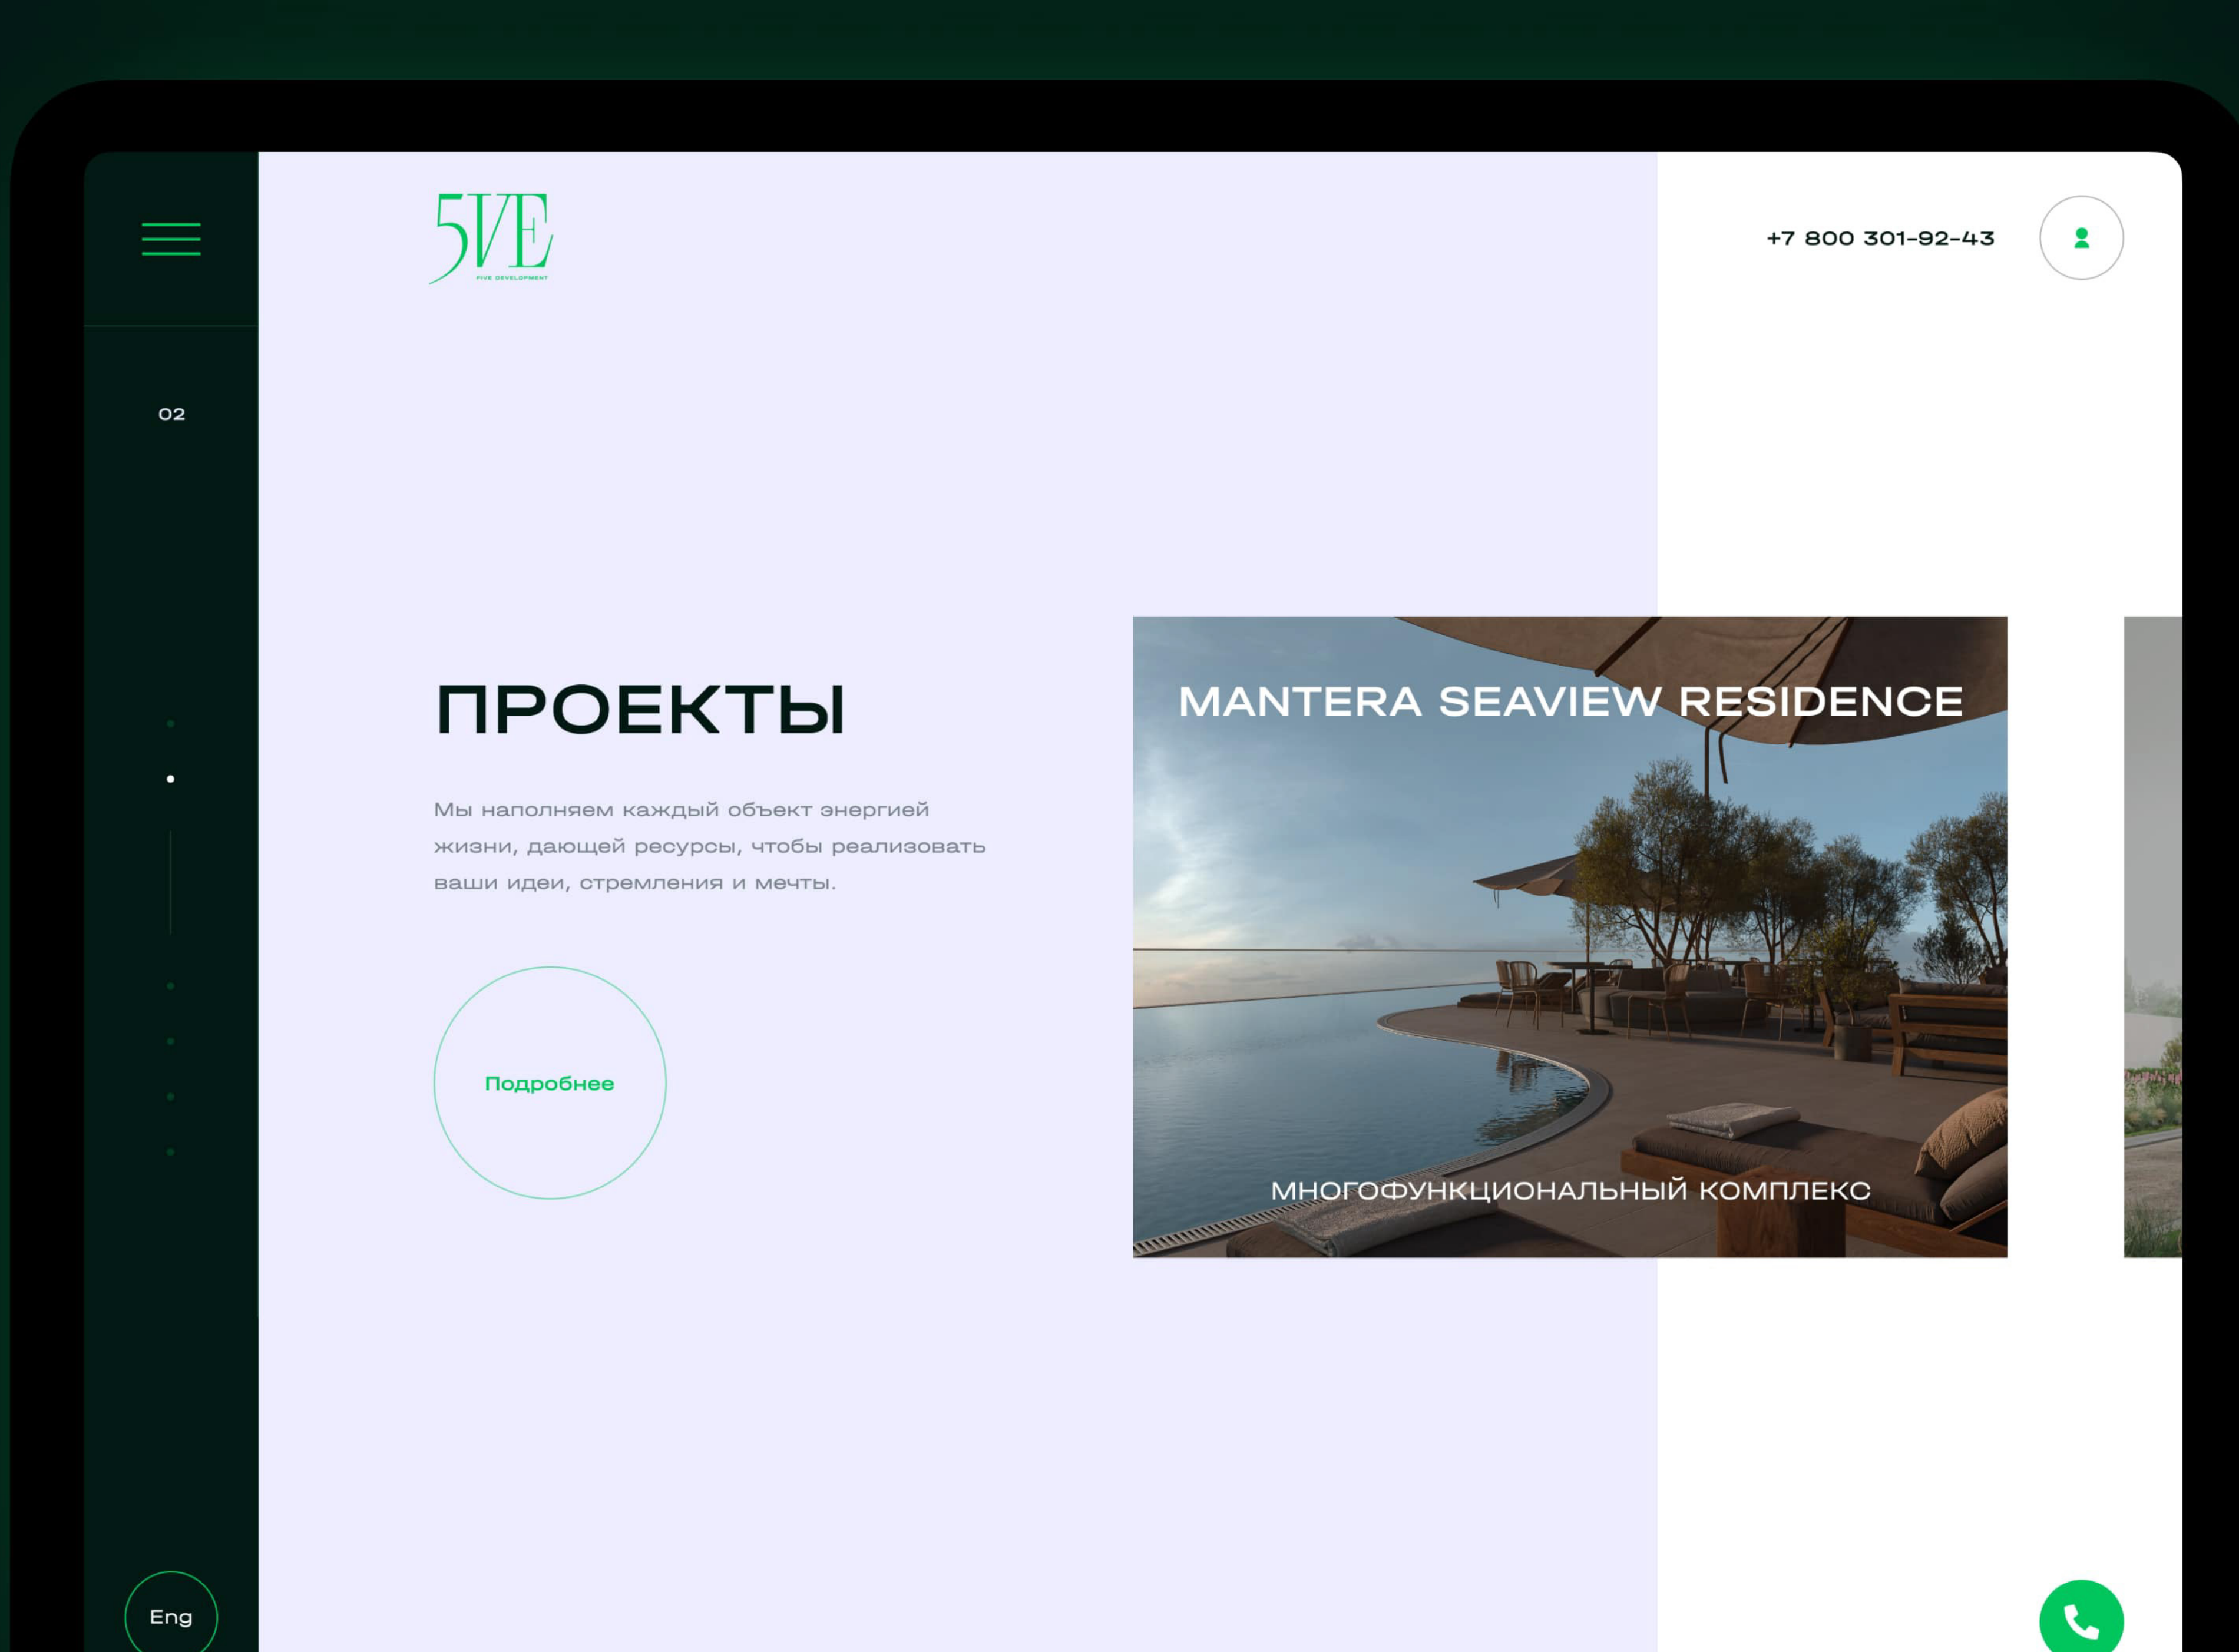 5VE
FIVE DEVELOPMENT
+7 800 301-92-43
02
ПРОЕКТЫ
Мы наполняем каждый объект энергией
жизни, дающей ресурсы, чтобы реализовать
ваши идеи, стремления и мечты.
Подробнее
MANTERA SEAVIEW RESIDENCE
МНОГОФУНКЦИОНАЛЬНЫЙ КОМПЛЕКС
Eng